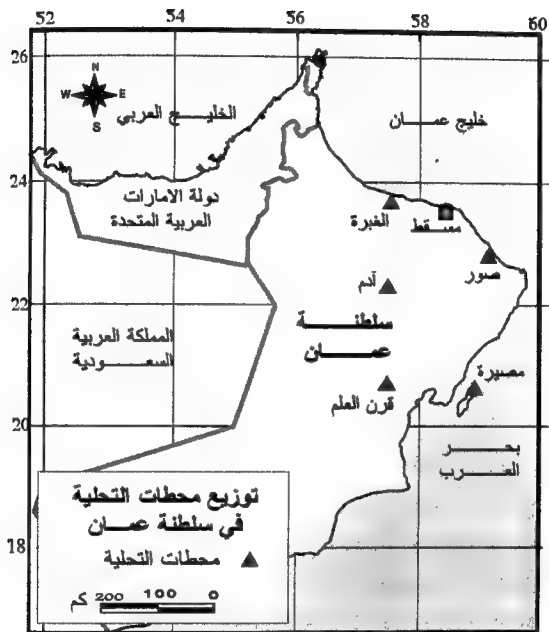 52 54 56 58 60
26
24
22
20
18
N
W E
S
الخليج العربي
خليج عمان
دولة الامارات
العربية المتحدة
الغبرة
مسقط
صور
آدم
سلطنة
عمان
المملكة العربية
السعودية
مصيرة
قرن العلم
بحر
العرب
توزيع محطات التحلية
في سلطنة عمان
محطات التحلية
200 100 0 كم